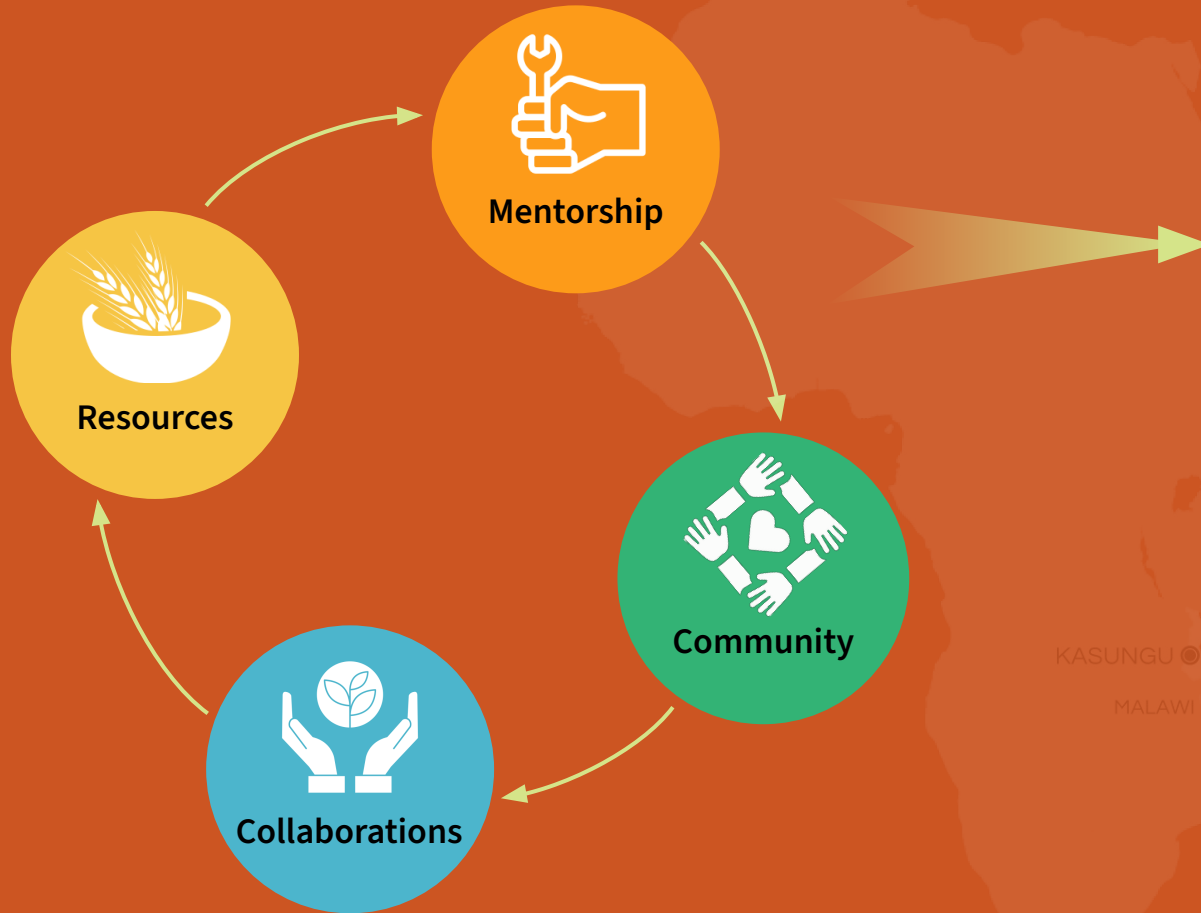 Mentorship
Resources
Community
Collaborations
KASUNGU
MALAWI